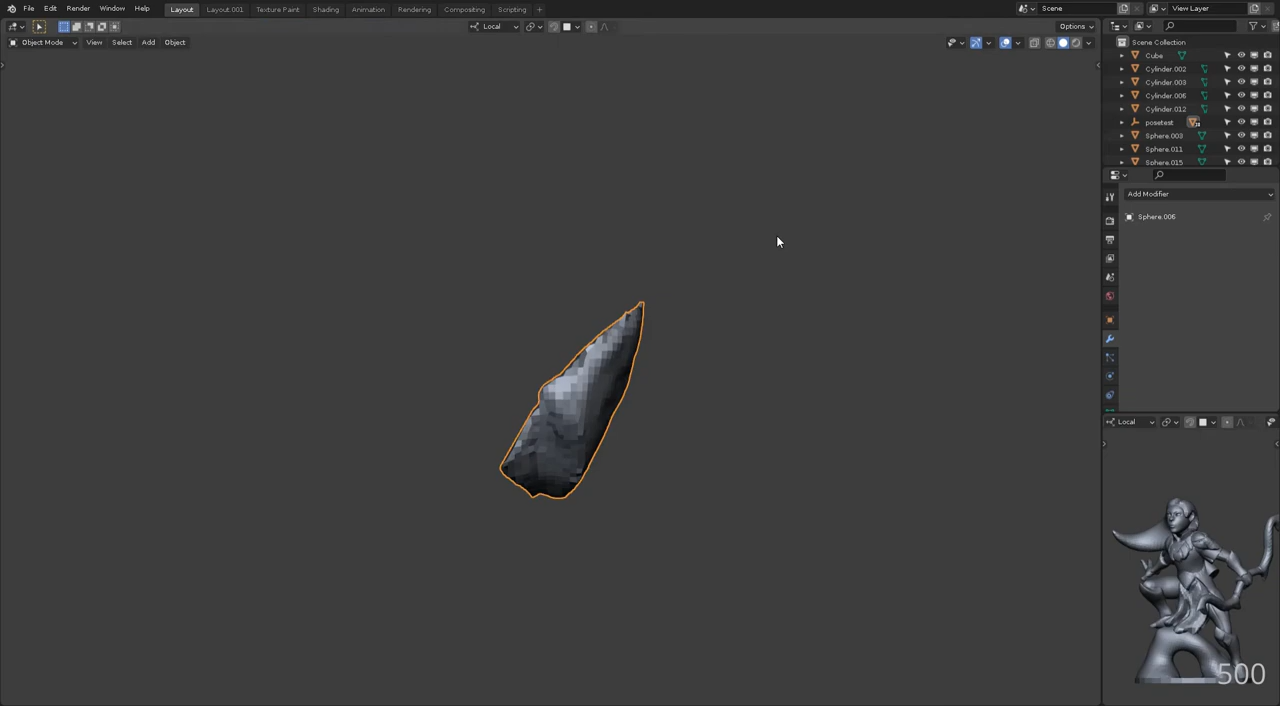 File Edit Render Window Help Layout Layout.001 Texture Paint Shading Animation Rendering Compositing Scripting + Scene View Layer
Local Options
Object Mode View Select Add Object
Scene Collection
Cube
Cylinder.002
Cylinder.003
Cylinder.006
Cylinder.012
posetest
Sphere.003
Sphere.011
Sphere.015
Add Modifier
Sphere.006
Local
500